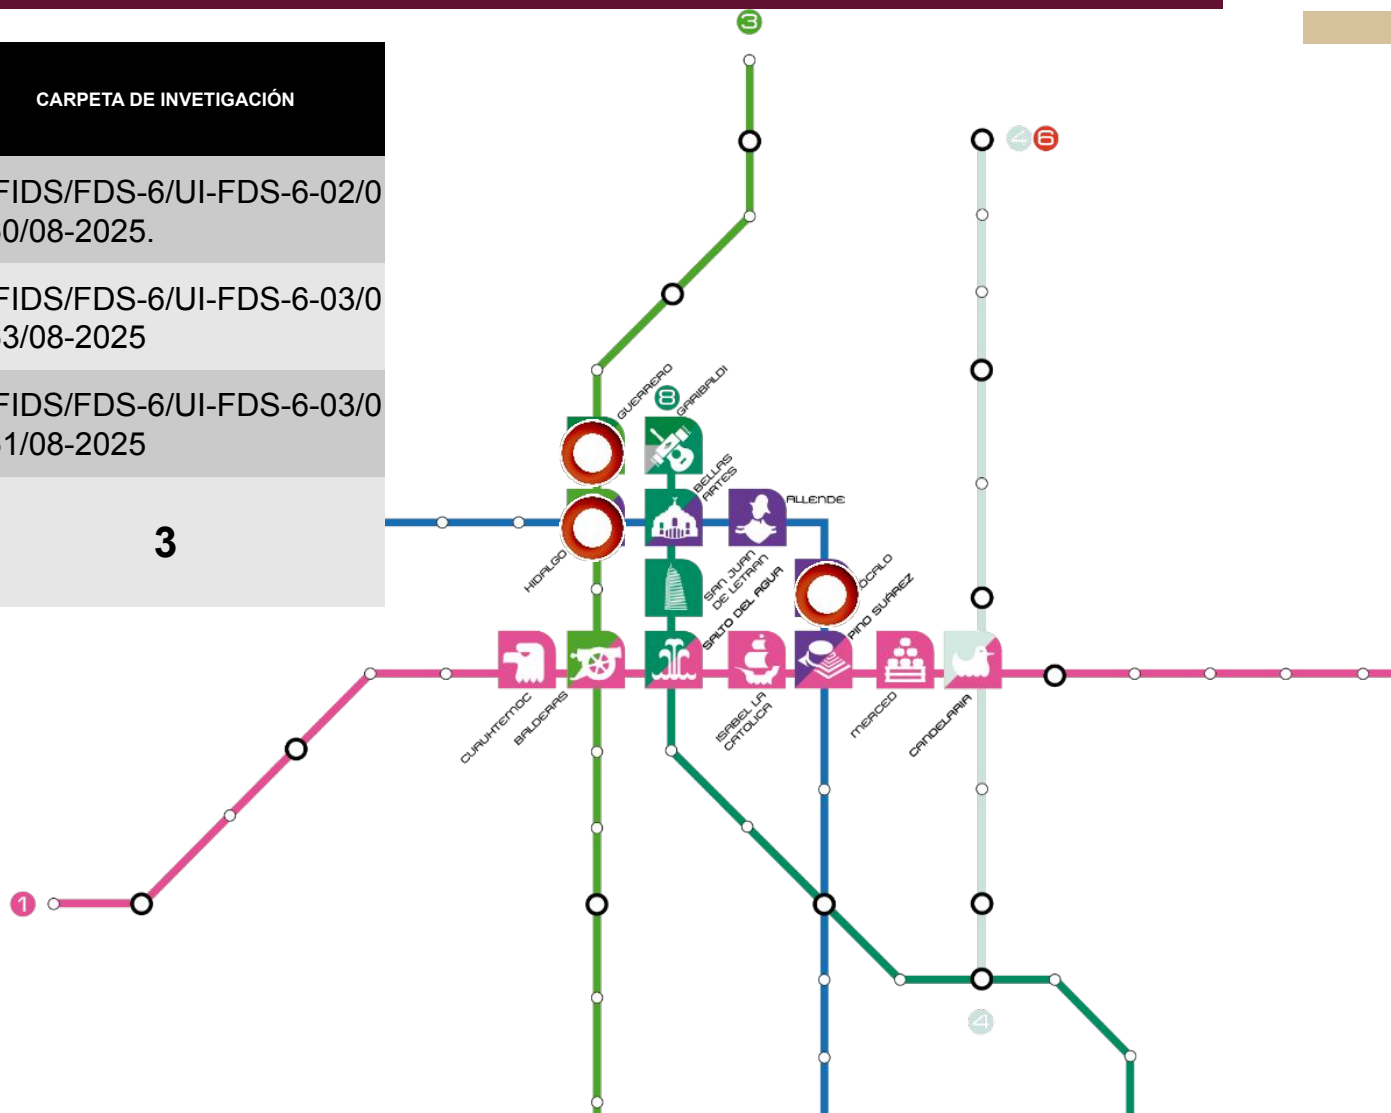 3
CARPETA DE INVETIGACIÓN
4 6
FIDS/FDS-6/UI-FDS-6-02/0
0/08-2025.
FIDS/FDS-6/UI-FDS-6-03/0
3/08-2025
FIDS/FDS-6/UI-FDS-6-03/0
1/08-2025
3
GUERRERO
8
GARIBALDI
BELLAS
ARTES
ALLENDE
HIDALGO
SAN JUAN
DE LETRAN
SALTO DEL AGUA
ÓCALO
PINO SUÁREZ
CUAUHTEMOC
BALDERAS
ISABEL LA
CATOLICA
MERCED
CANDELARIA
1
4